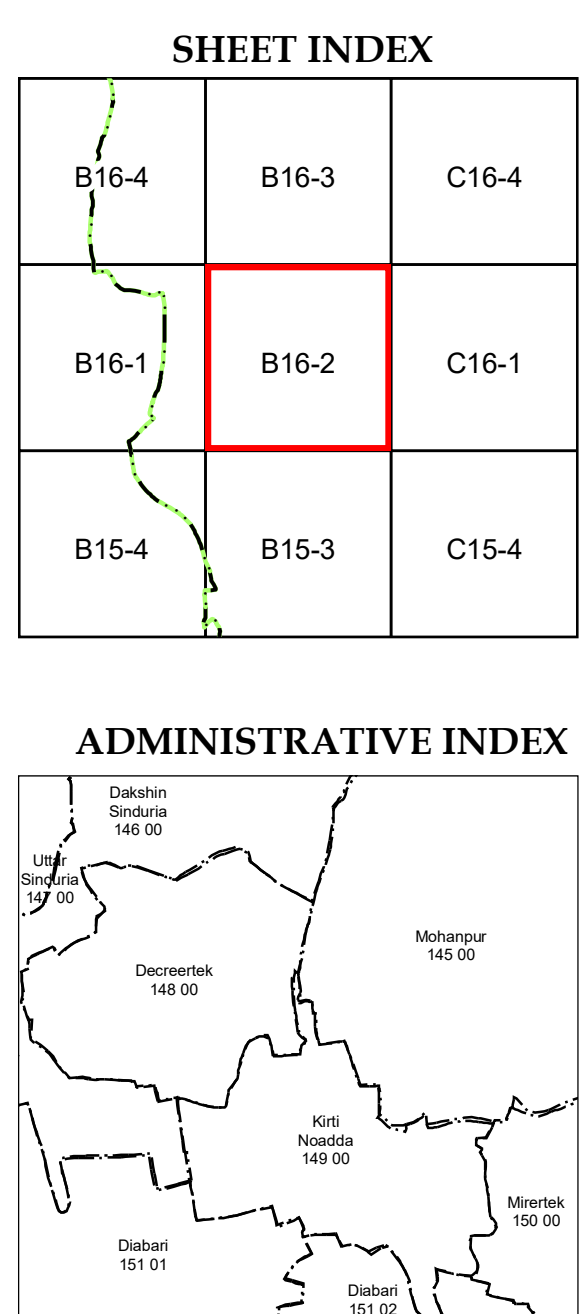 SHEET INDEX
B16-4 B16-3 C16-4
B16-1 B16-2 C16-1
B15-4 B15-3 C15-4
ADMINISTRATIVE INDEX
Dakshin
Sinduria
146 00
Uttar
Sinduria
147 00
Mohanpur
145 00
Decreertek
148 00
Kirti
Noadda
149 00
Mirertek
150 00
Diabari
151 01
Diabari
151 02